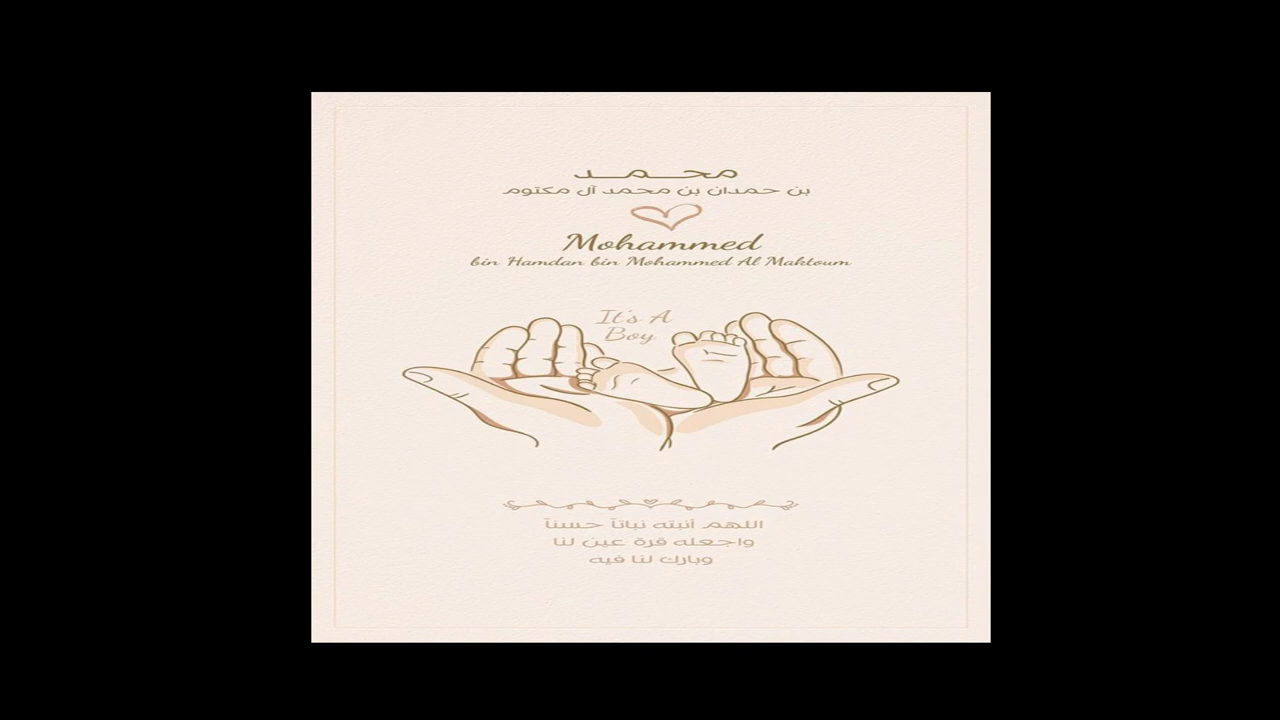 محمد
بن حمدان بن محمد آل مكتوم
Mohammed
bin Hamdan bin Mohammed Al Maktoum
It's A
Boy
اللهم أنبته نباتاً حسناً
واجعله قرة عين لنا
وبارك لنا فيه